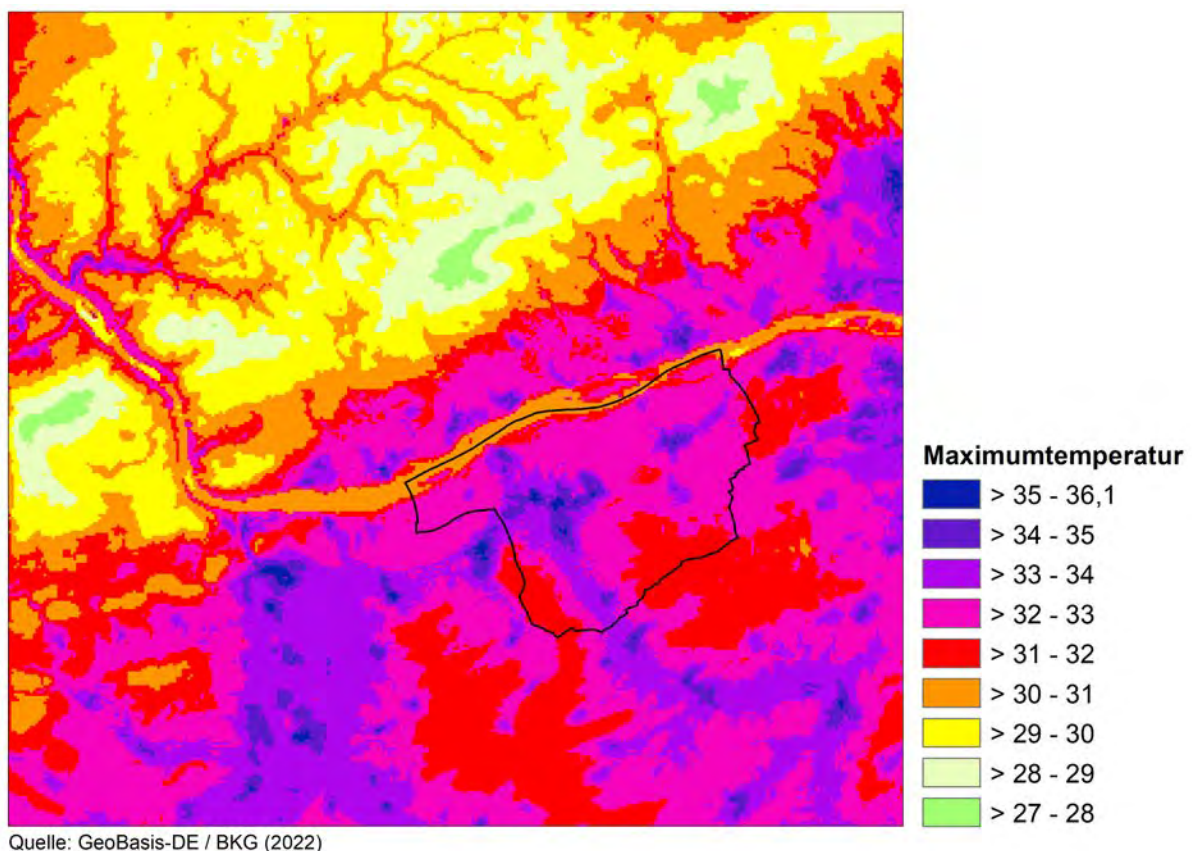 Maximumtemperatur
> 35 - 36,1
> 34 - 35
> 33 - 34
> 32 - 33
> 31 - 32
> 30 - 31
> 29 - 30
> 28 - 29
> 27 - 28
Quelle: GeoBasis-DE / BKG (2022)